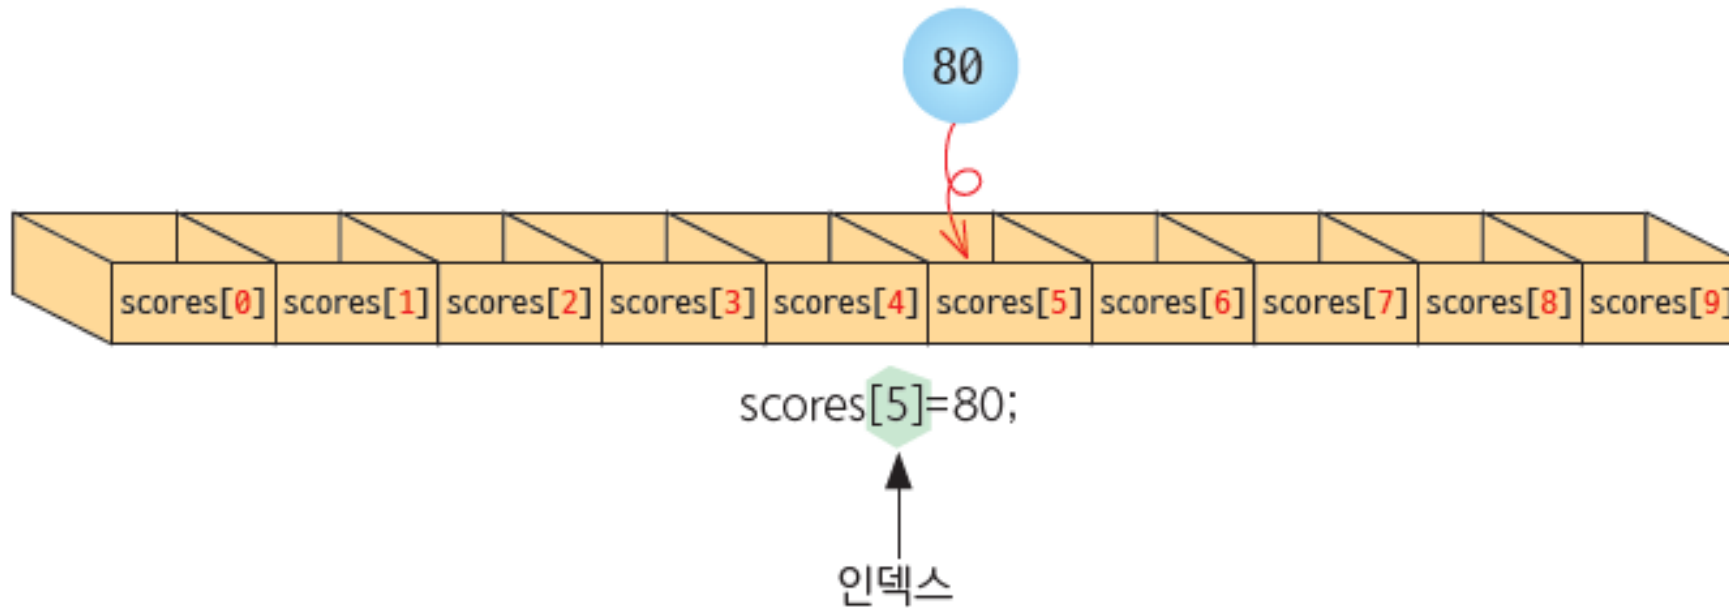 80
scores[0] scores[1] scores[2] scores[3] scores[4] scores[5] scores[6] scores[7] scores[8] scores[9]
scores[5]=80;
인덱스